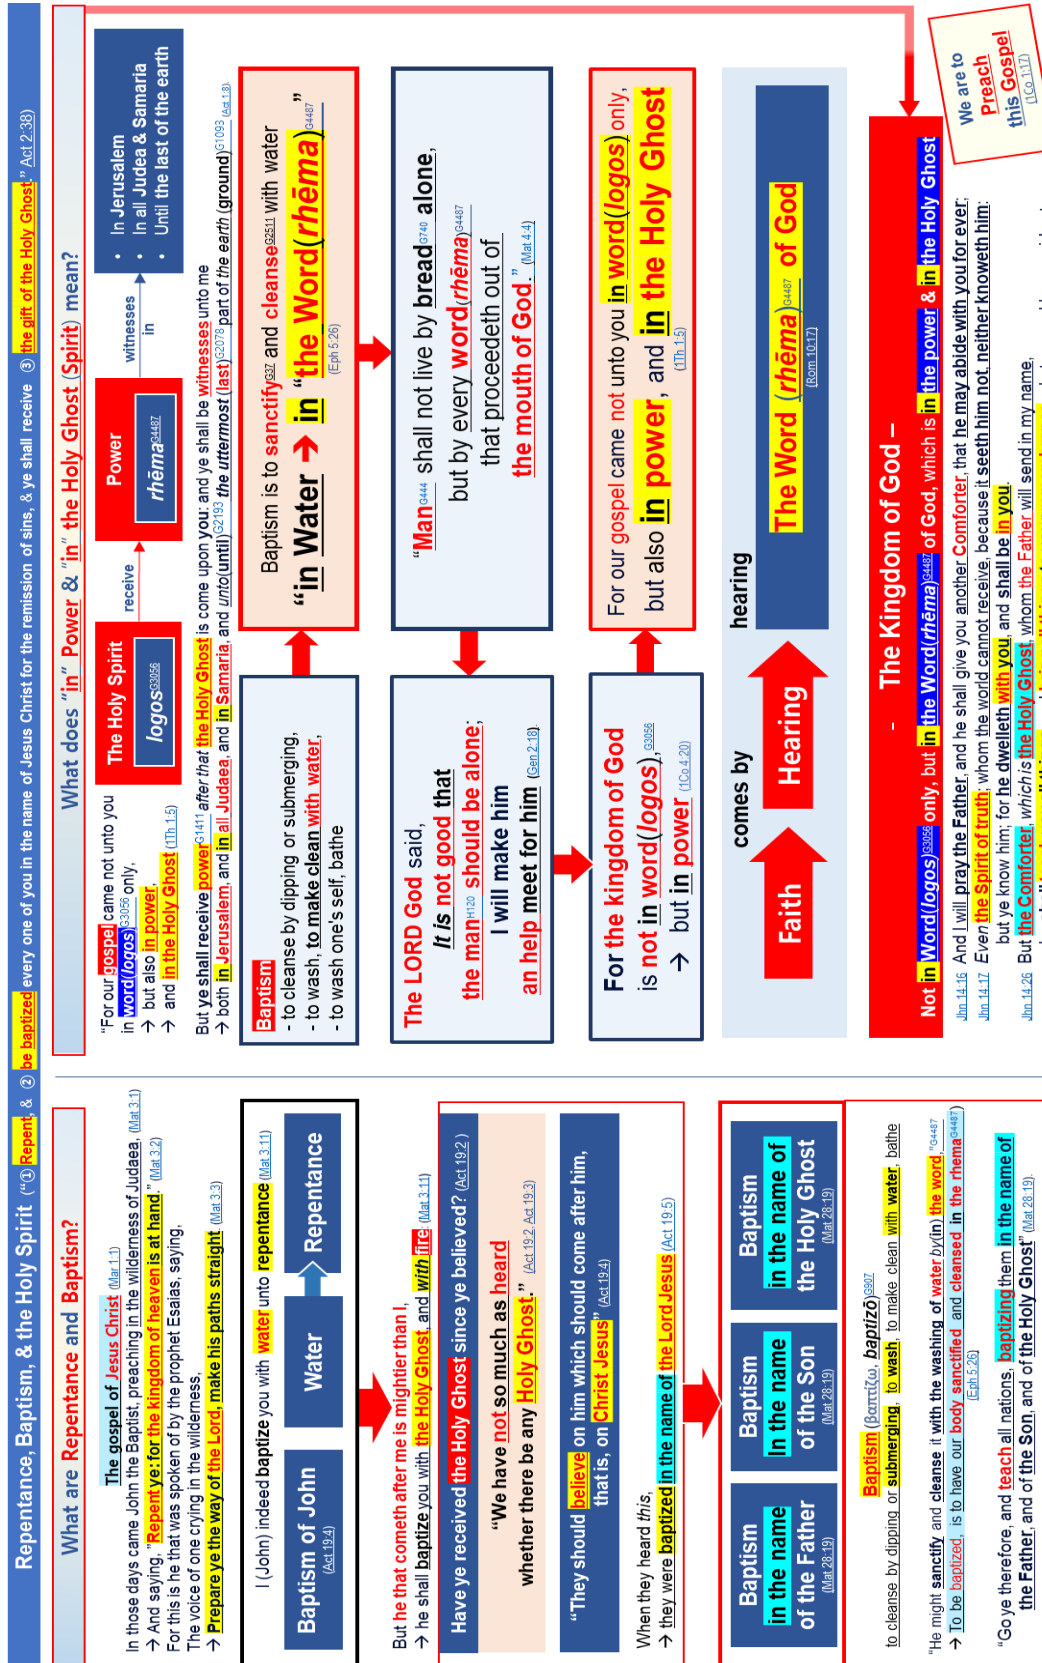 Repentance, Baptism, & the Holy Spirit (“① Repent, & ② be baptized every one of you in the name of Jesus Christ for the remission of sins, & ye shall receive ③ the gift of the Holy Ghost.” Act 2:38)
What are Repentance and Baptism?
The gospel of Jesus Christ (Mar 1:1)
In those days came John the Baptist, preaching in the wilderness of Judaea, (Mat 3:1)
→ And saying, "Repent ye: for the kingdom of heaven is at hand.” (Mat 3:2)
For this is he that was spoken of by the prophet Esaias, saying,
The voice of one crying in the wilderness,
→ Prepare ye the way of the Lord, make his paths straight. (Mat 3:3)
I (John) indeed baptize you with water unto repentance (Mat 3:11)
Baptism of John
(Act 19:4)
Water
Repentance
But he that cometh after me is mightier than I,
→ he shall baptize you with the Holy Ghost, and with fire: (Mat 3:11)
Have ye received the Holy Ghost since ye believed? (Act 19:2 )
“We have not so much as heard
whether there be any Holy Ghost.” (Act 19:2, Act 19:3)
“They should believe on him which should come after him,
that is, on Christ Jesus” (Act 19:4)
When they heard this,
→ they were baptized in the name of the Lord Jesus (Act 19:5)
Baptism
in the name
of the Father
(Mat 28:19)
Baptism
in the name
of the Son
(Mat 28:19)
Baptism
in the name of
the Holy Ghost
(Mat 28:19)
Baptism (βαπτίζω, baptizō)G907
to cleanse by dipping or submerging, to wash, to make clean with water, bathe
“He might sanctify and cleanse it with the washing of water by(in) the word,”G4487
→ To be baptized, is to have our body sanctified and cleansed in the rhemaG4487)
(Eph 5:26)
“Go ye therefore, and teach all nations, baptizing them in the name of
the Father, and of the Son, and of the Holy Ghost” (Mat 28:19).
What does “in” Power & “in” the Holy Ghost (Spirit) mean?
“For our gospel came not unto you
in word(logos)G3056 only,
→ but also in power,
→ and in the Holy Ghost (1Th 1:5)
The Holy Spirit
logosG3056
receive
Power
rhēmaG4487
witnesses
in
• In Jerusalem
• In all Judea & Samaria
• Until the last of the earth
But ye shall receive powerG1411 after that the Holy Ghost is come upon you: and ye shall be witnesses unto me
→ both in Jerusalem, and in all Judaea, and in Samaria, and unto(until)G2193 the uttermost (last)G2078 part of the earth (ground)G1093 (Act 1:8).
Baptism
- to cleanse by dipping or submerging,
- to wash, to make clean with water,
- to wash one's self, bathe
Baptism is to sanctifyG37 and cleanseG2511 with water
“in Water → in “the Word(rhēma)G4487”
(Eph 5:26)
The LORD God said,
It is not good that
the manH120 should be alone;
I will make him
an help meet for him (Gen 2:18).
“ManG444 shall not live by breadG740 alone,
but by every word(rhēma)G4487
that proceedeth out of
the mouth of God.” (Mat 4:4)
For the kingdom of God
is not in word(logos),G3056
→ but in power (1Co 4:20)
For our gospel came not unto you in word(logos) only,
but also in power, and in the Holy Ghost
(1Th 1:5)
comes by
hearing
Faith
Hearing
The Word (rhēma)G4487 of God
(Rom 10:17)
- The Kingdom of God –
Not in Word(logos)G3056 only, but in the Word(rhēma)G4487 of God, which is in the power & in the Holy Ghost
We are to
Preach
this Gospel
(1Co 1:17)
Jhn 14:16 And I will pray the Father, and he shall give you another Comforter, that he may abide with you for ever;
Jhn 14:17 Even the Spirit of truth; whom the world cannot receive, because it seeth him not, neither knoweth him:
but ye know him; for he dwelleth with you, and shall be in you.
Jhn 14:26 But the Comforter, which is the Holy Ghost, whom the Father will send in my name,